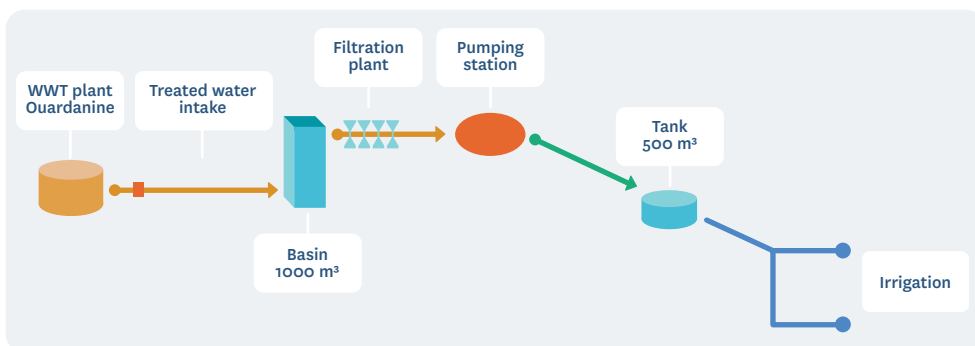 Filtration
plant
Pumping
station
WWT plant
Ouardanine
Treated water
intake
Tank
500 m³
Basin
1000 m³
Irrigation